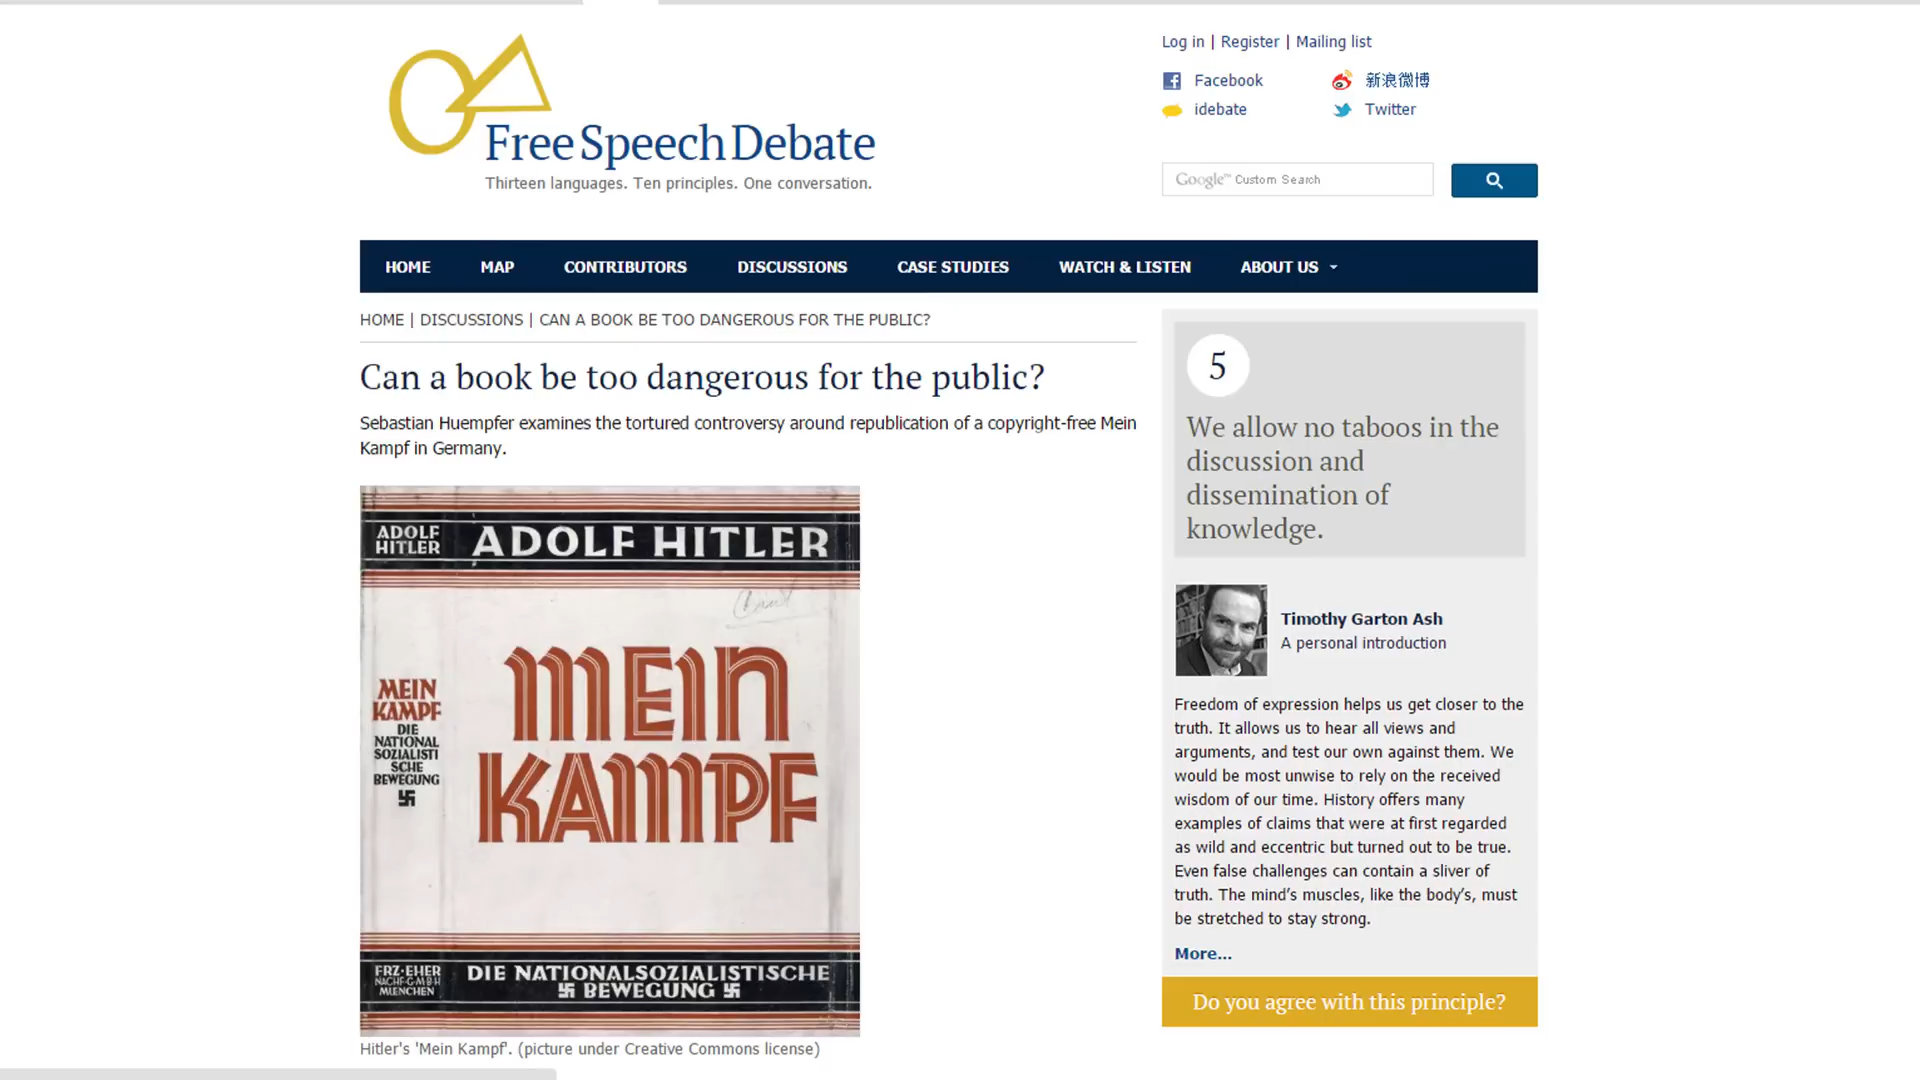 Log in | Register | Mailing list
Facebook
新浪微博
idebate
Twitter
Free Speech Debate
Thirteen languages. Ten principles. One conversation.
Google™ Custom Search
HOME MAP CONTRIBUTORS DISCUSSIONS CASE STUDIES WATCH & LISTEN ABOUT US
HOME | DISCUSSIONS | CAN A BOOK BE TOO DANGEROUS FOR THE PUBLIC?
Can a book be too dangerous for the public?
Sebastian Huempfer examines the tortured controversy around republication of a copyright-free Mein
Kampf in Germany.
ADOLF
HITLER
ADOLF HITLER
MEIN
KAMPF
DIE
NATIONAL
SOZIALISTI
SCHE
BEWEGUNG
MEIN
KAMPF
FRZ·EHER
NACHF·G·M·B·H
MUENCHEN
DIE NATIONALSOZIALISTISCHE
BEWEGUNG
Hitler's 'Mein Kampf'. (picture under Creative Commons license)
5
We allow no taboos in the
discussion and
dissemination of
knowledge.
Timothy Garton Ash
A personal introduction
Freedom of expression helps us get closer to the
truth. It allows us to hear all views and
arguments, and test our own against them. We
would be most unwise to rely on the received
wisdom of our time. History offers many
examples of claims that were at first regarded
as wild and eccentric but turned out to be true.
Even false challenges can contain a sliver of
truth. The mind's muscles, like the body's, must
be stretched to stay strong.
More...
Do you agree with this principle?